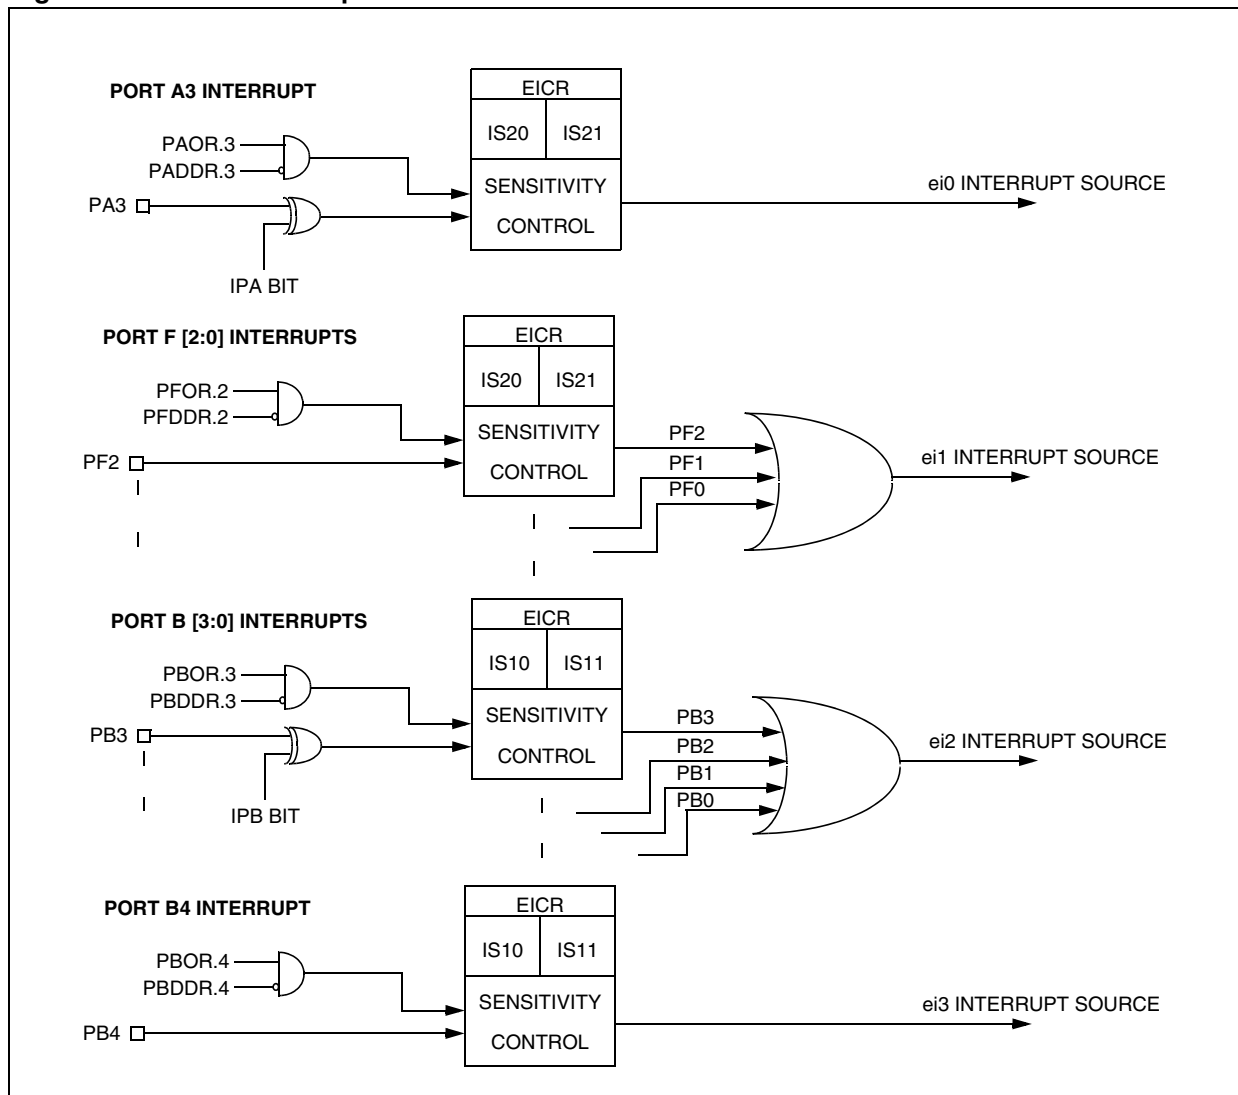 PORT A3 INTERRUPT
EICR
IS20 IS21
PAOR.3
PADDR.3
SENSITIVITY
CONTROL
PA3
IPA BIT
ei0 INTERRUPT SOURCE
PORT F [2:0] INTERRUPTS
EICR
IS20 IS21
PFOR.2
PFDDR.2
SENSITIVITY
CONTROL
PF2
PF2
PF1
PF0
ei1 INTERRUPT SOURCE
PORT B [3:0] INTERRUPTS
EICR
IS10 IS11
PBOR.3
PBDDR.3
SENSITIVITY
CONTROL
PB3
IPB BIT
PB3
PB2
PB1
PB0
ei2 INTERRUPT SOURCE
PORT B4 INTERRUPT
EICR
IS10 IS11
PBOR.4
PBDDR.4
SENSITIVITY
CONTROL
PB4
ei3 INTERRUPT SOURCE